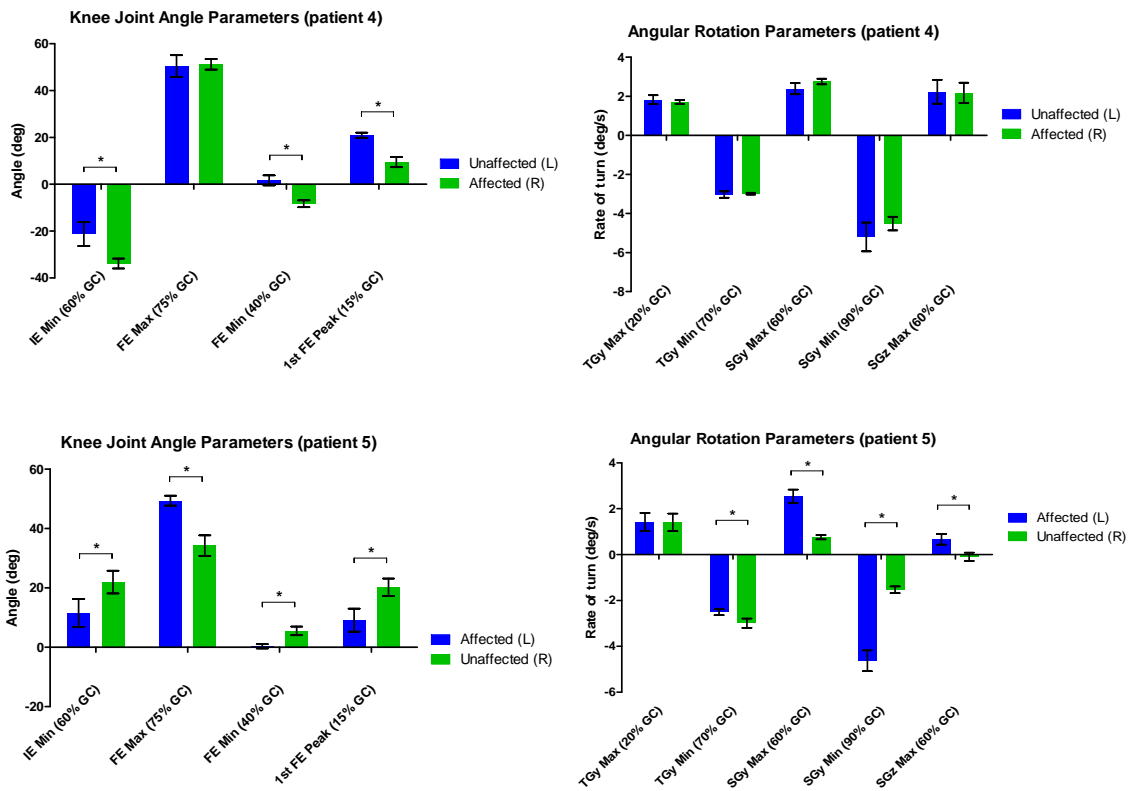 Knee Joint Angle Parameters (patient 4)
60
40
20
0
-20
-40
Angle (deg)
*
*
*
IE Min (60% GC)
FE Max (75% GC)
FE Min (40% GC)
1st FE Peak (15% GC)
Unaffected (L)
Affected (R)
Angular Rotation Parameters (patient 4)
4
2
0
-2
-4
-6
-8
Rate of turn (deg/s)
TGy Max (20% GC)
TGy Min (70% GC)
SGy Max (60% GC)
SGy Min (90% GC)
SGz Max (60% GC)
Unaffected (L)
Affected (R)
Knee Joint Angle Parameters (patient 5)
60
40
20
0
-20
Angle (deg)
*
*
*
*
IE Min (60% GC)
FE Max (75% GC)
FE Min (40% GC)
1st FE Peak (15% GC)
Affected (L)
Unaffected (R)
Angular Rotation Parameters (patient 5)
4
2
0
-2
-4
-6
Rate of turn (deg/s)
*
*
*
*
TGy Max (20% GC)
TGy Min (70% GC)
SGy Max (60% GC)
SGy Min (90% GC)
SGz Max (60% GC)
Affected (L)
Unaffected (R)